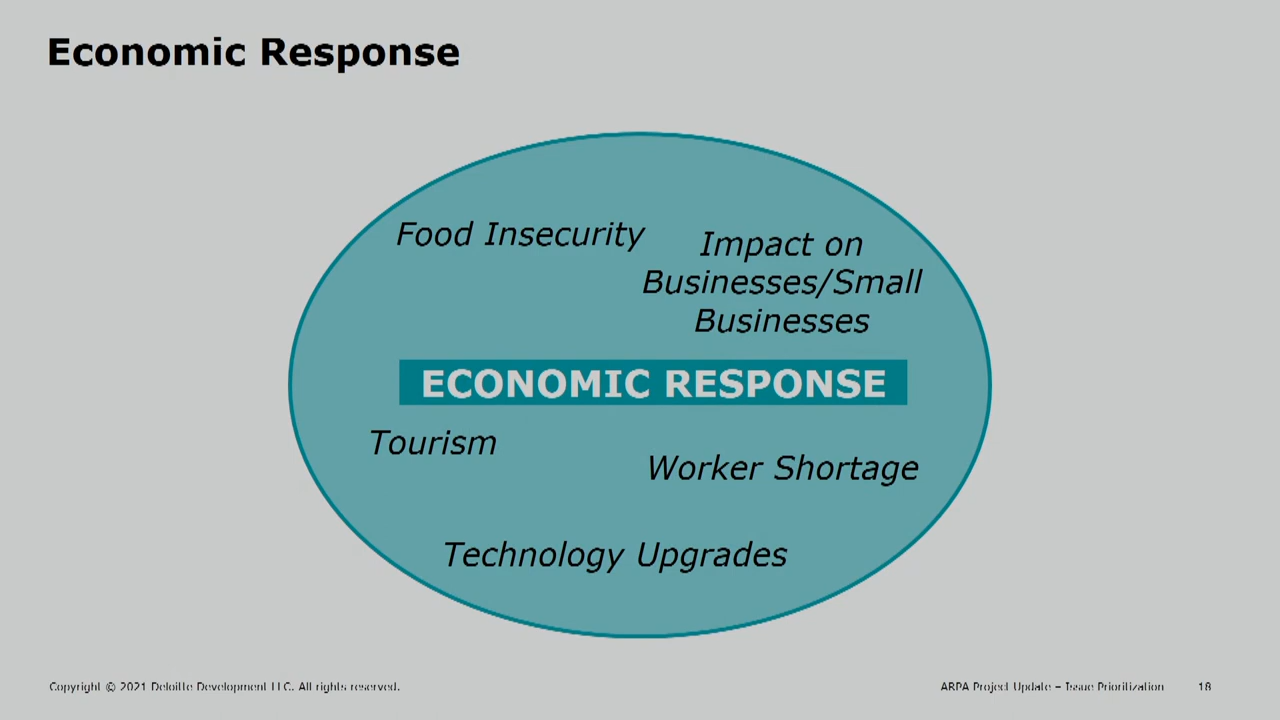 Economic Response
Food Insecurity
Impact on
Businesses/Small
Businesses
ECONOMIC RESPONSE
Tourism
Worker Shortage
Technology Upgrades
Copyright © 2021 Deloitte Development LLC. All rights reserved.
ARPA Project Update – Issue Prioritization 18